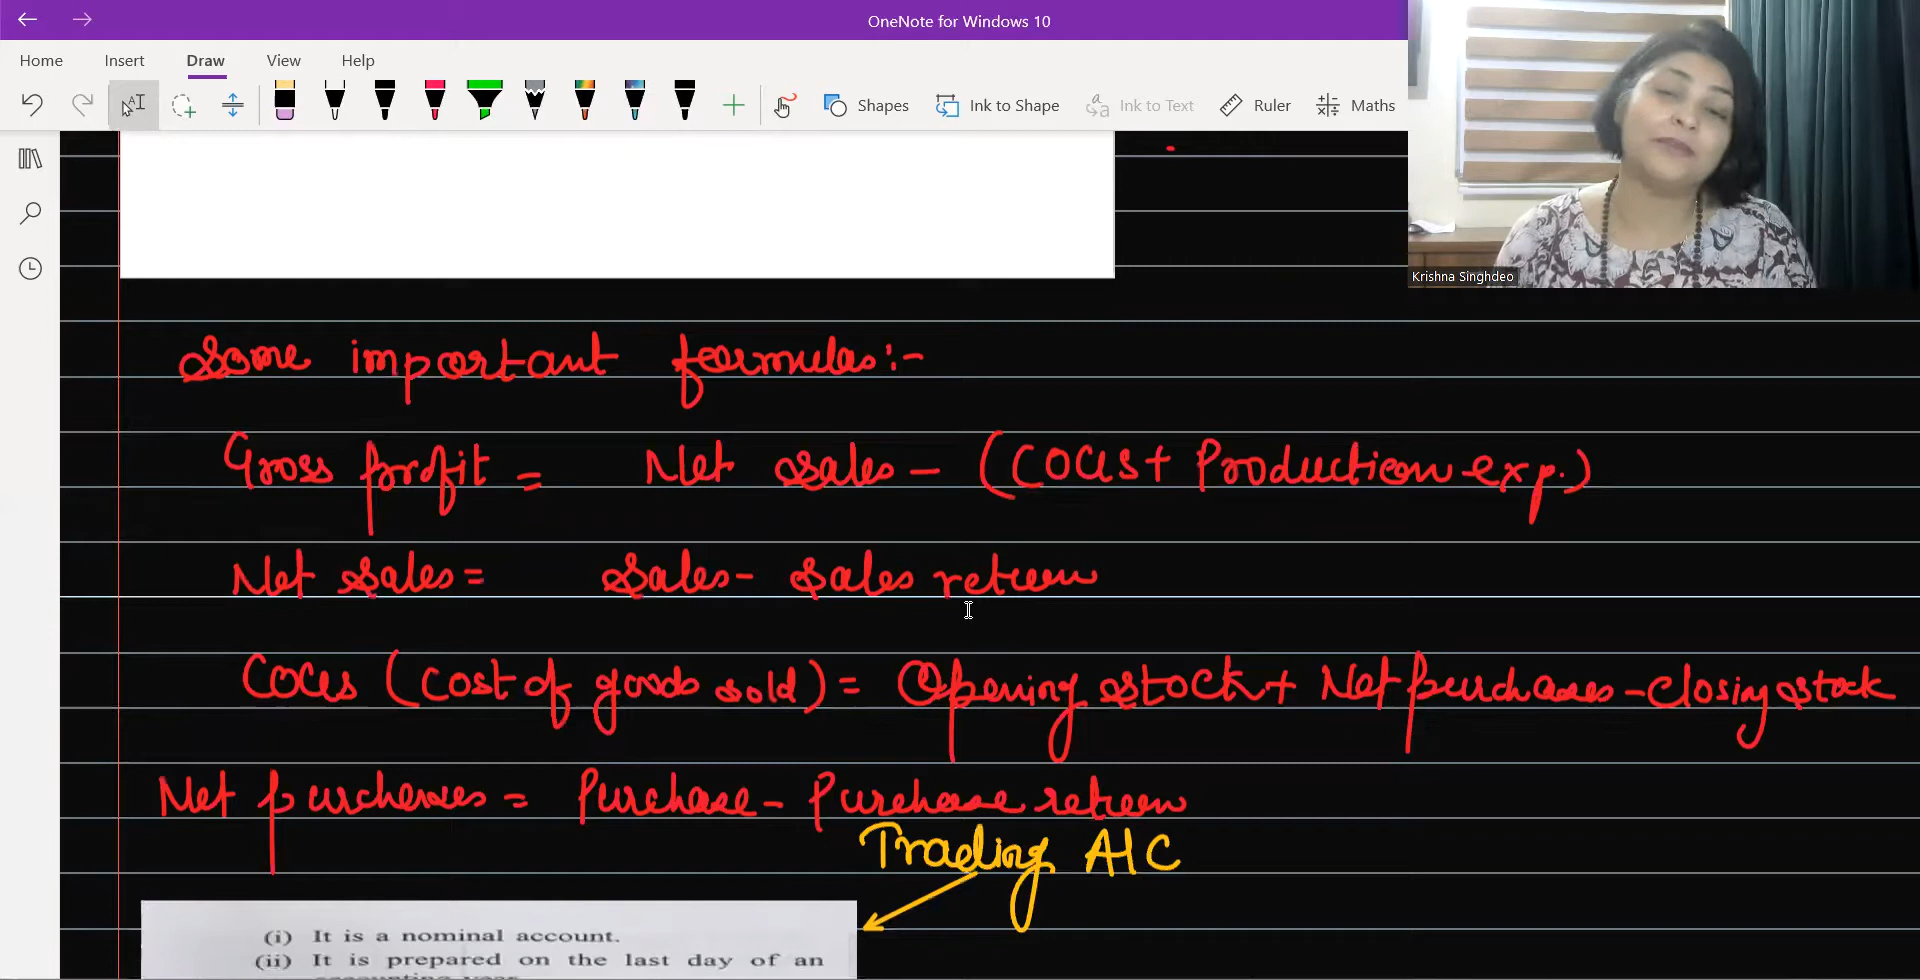 OneNote for Windows 10
Home Insert Draw View Help
Shapes Ink to Shape Ink to Text Ruler Maths
Krishna Singhdeo
Some important formulas:-
Gross profit = Net sales - (COGS + Production exp.)
Net sales = Sales - Sales return
COGS (cost of goods sold) = Opening stock + Net purchases - closing stock
Net purchases = Purchase - Purchase return
Trading A/C
(i) It is a nominal account.
(ii) It is prepared on the last day of an
accounting year